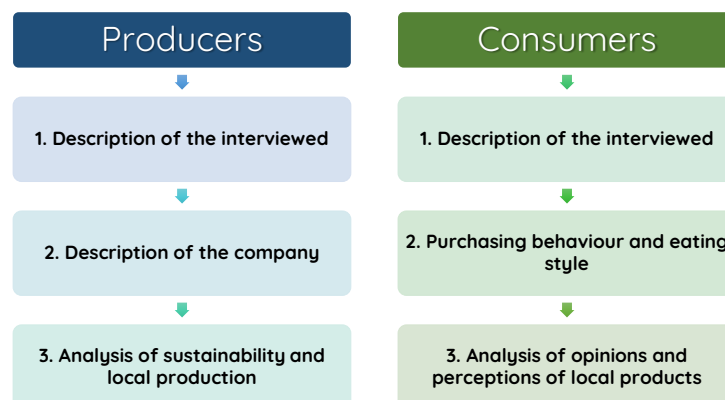 Producers
1. Description of the interviewed
2. Description of the company
3. Analysis of sustainability and
local production
Consumers
1. Description of the interviewed
2. Purchasing behaviour and eating
style
3. Analysis of opinions and
perceptions of local products